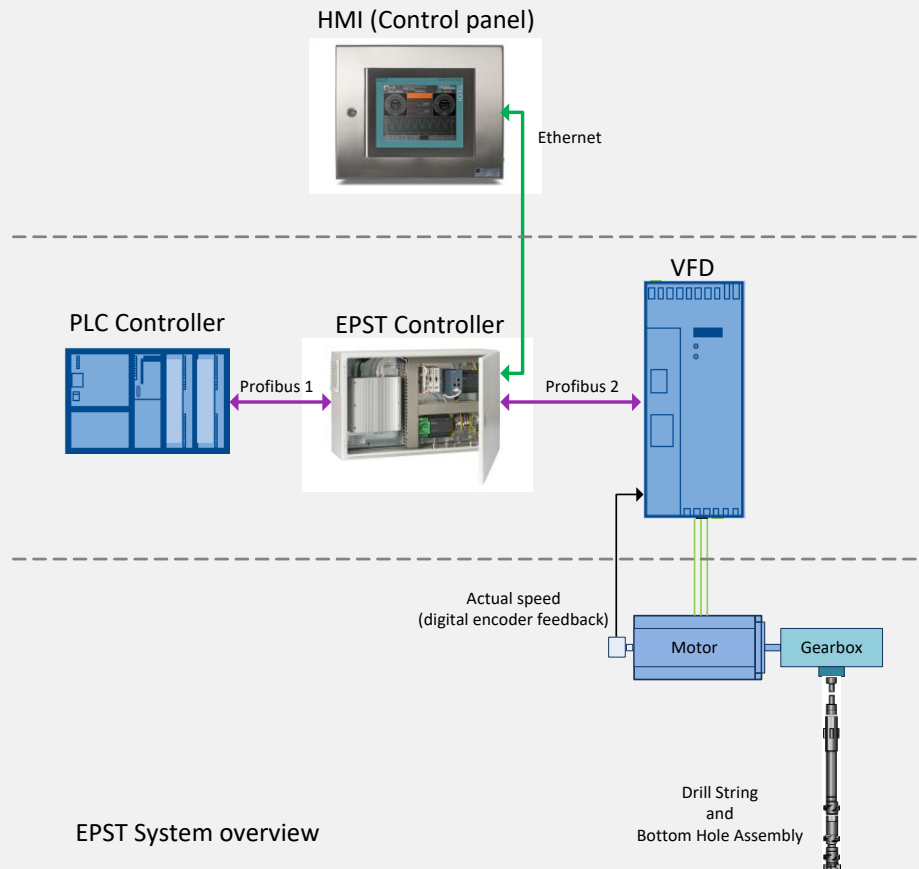 HMI (Control panel)
Ethernet
VFD
PLC Controller
EPST Controller
Profibus 1
Profibus 2
Actual speed
(digital encoder feedback)
Motor
Gearbox
Drill String
and
Bottom Hole Assembly
EPST System overview